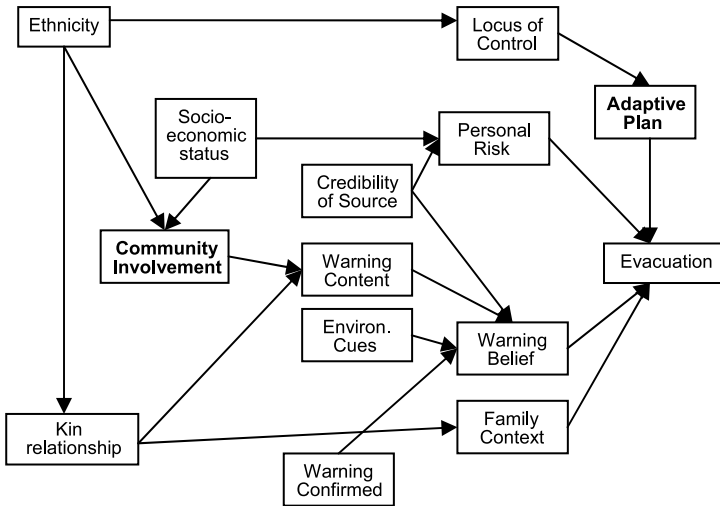 Ethnicity
Locus of
Control
Socio-
economic
status
Adaptive
Plan
Personal
Risk
Credibility
of Source
Community
Involvement
Warning
Content
Evacuation
Environ.
Cues
Warning
Belief
Kin
relationship
Family
Context
Warning
Confirmed